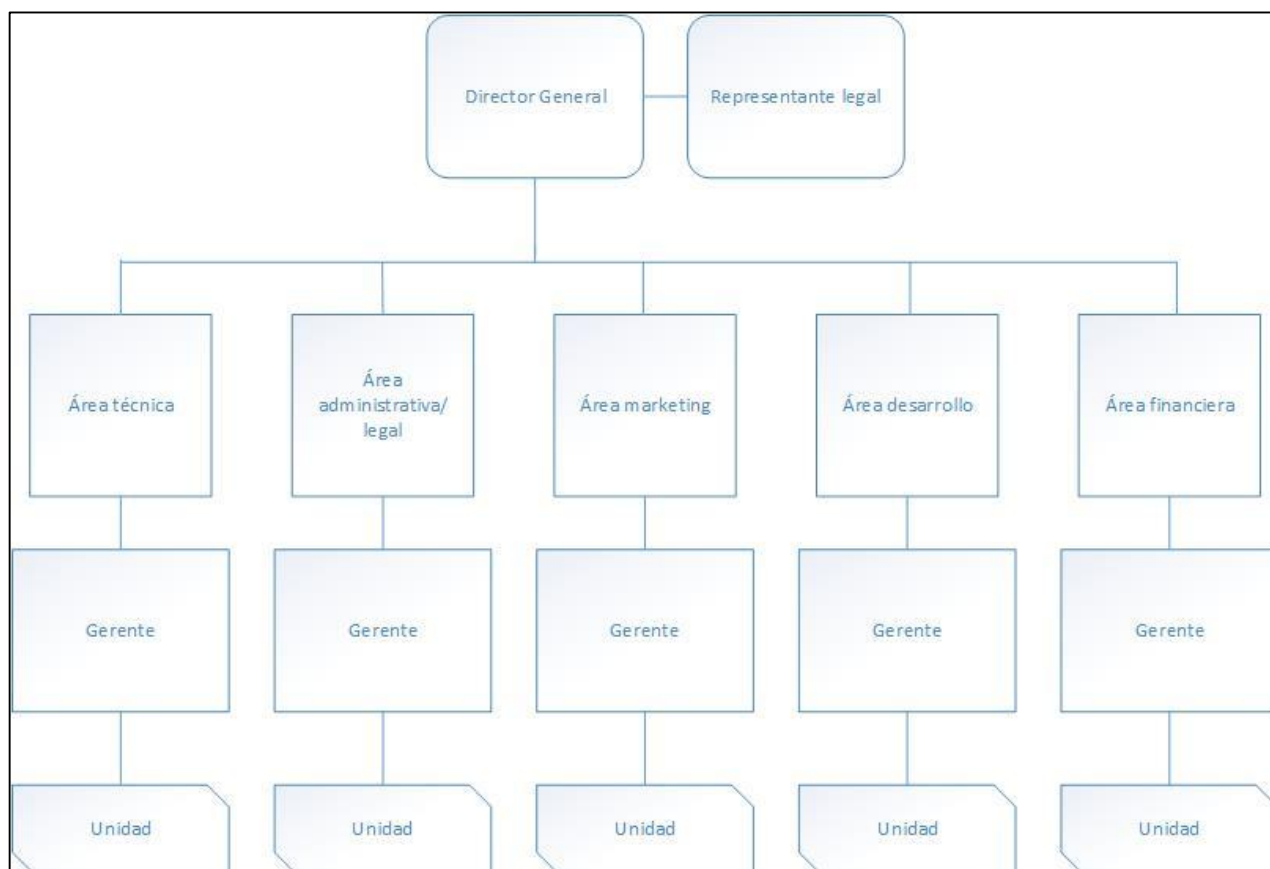 Director General
Representante legal
Área técnica
Área
administrativa/
legal
Área marketing
Área desarrollo
Área financiera
Gerente
Gerente
Gerente
Gerente
Gerente
Unidad
Unidad
Unidad
Unidad
Unidad